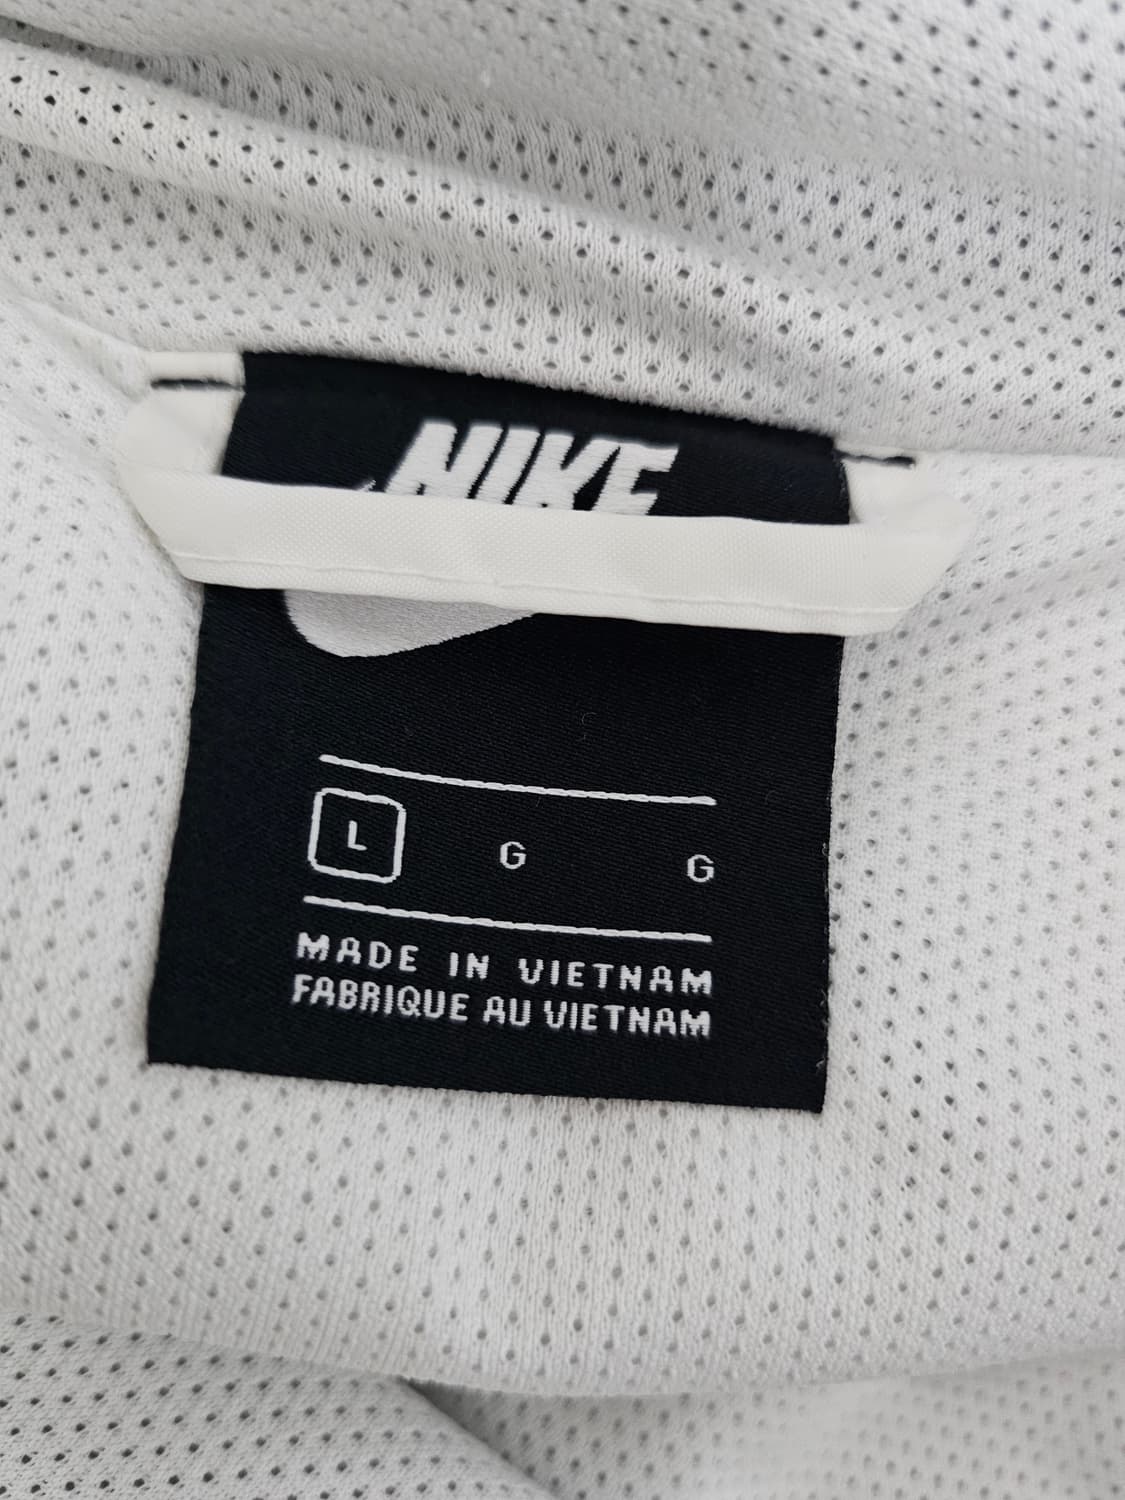 NIKE
L G G
MADE IN VIETNAM
FABRIQUE AU VIETNAM